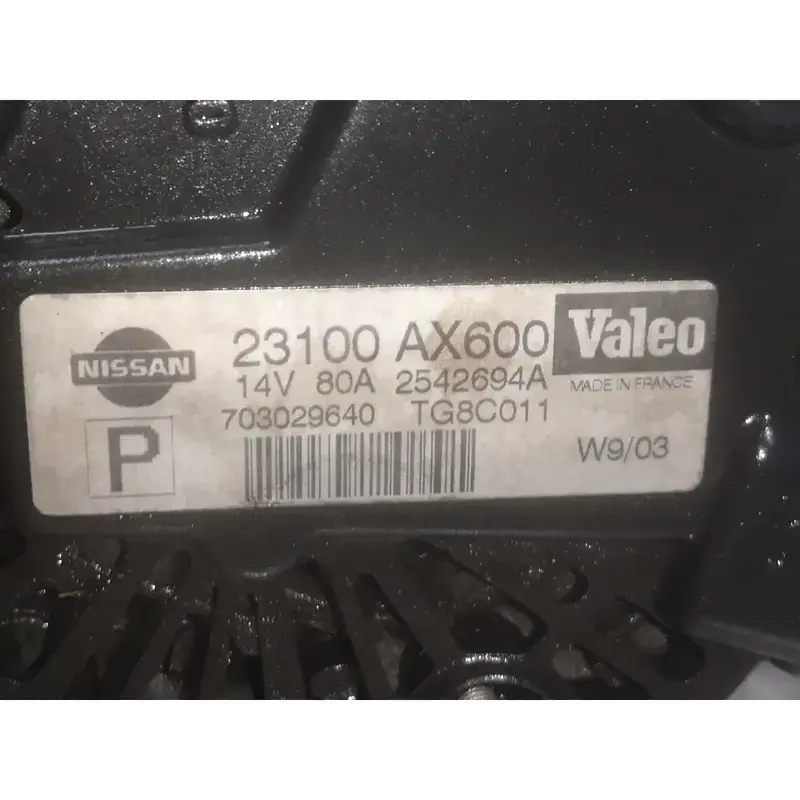 NISSAN
23100 AX600
Valeo
14V 80A 2542694A
MADE IN FRANCE
703029640 TG8C011
P
W9/03